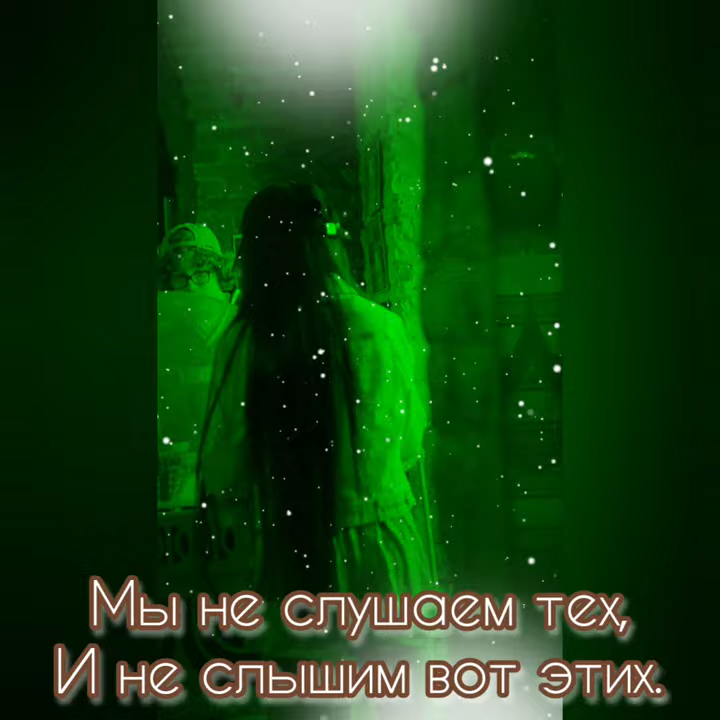 Мы не слушаем тех,
И не слышим вот этих.